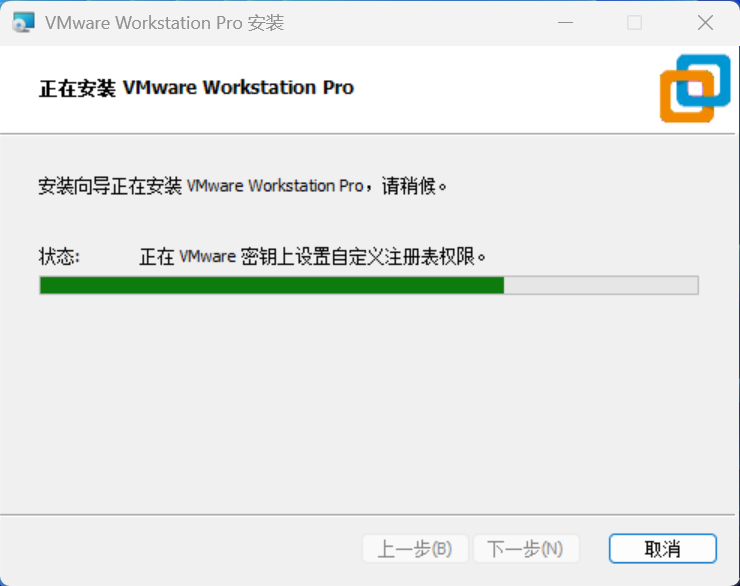 VMware Workstation Pro 安装
正在安装 VMware Workstation Pro
安装向导正在安装 VMware Workstation Pro，请稍候。
状态: 正在 VMware 密钥上设置自定义注册表权限。
上一步(B) 下一步(N) 取消